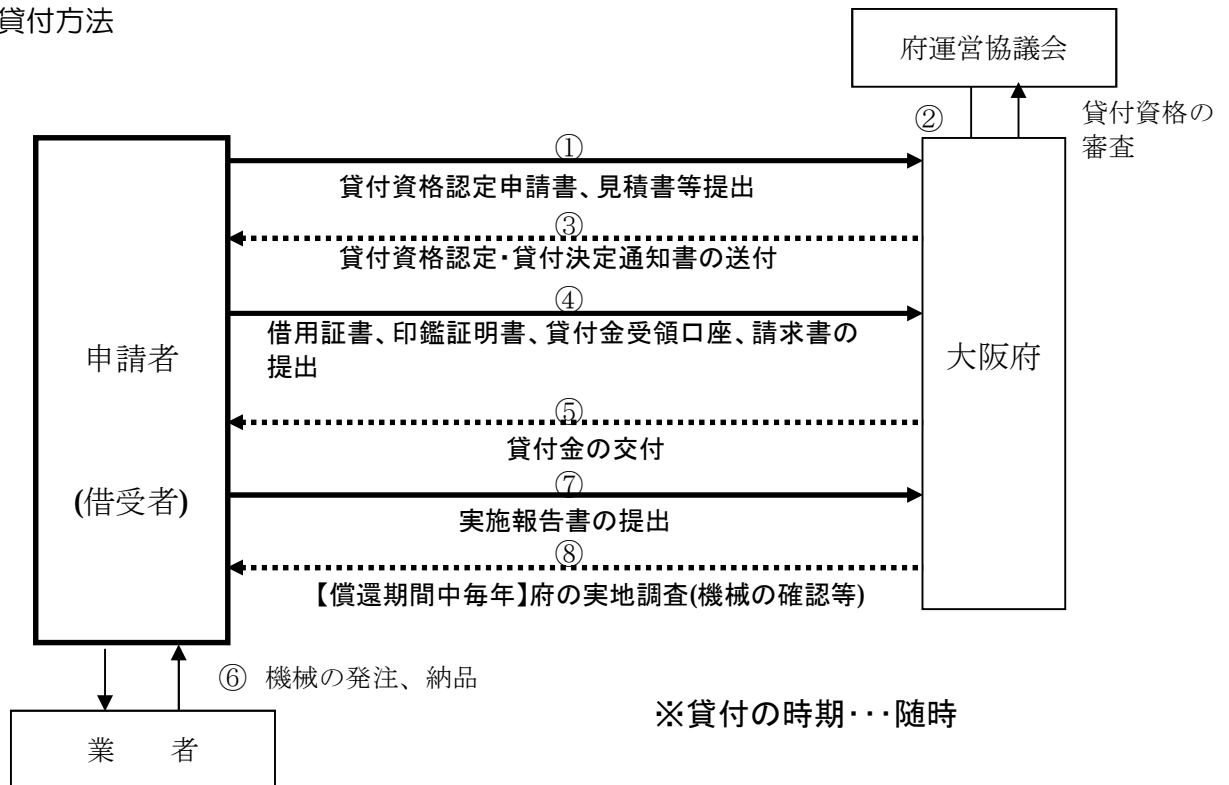 貸付方法
府運営協議会
②
貸付資格の
審査
①
貸付資格認定申請書、見積書等提出
③
貸付資格認定・貸付決定通知書の送付
④
借用証書、印鑑証明書、貸付金受領口座、請求書の
提出
申請者
(借受者)
大阪府
⑤
貸付金の交付
⑦
実施報告書の提出
⑧
【償還期間中毎年】府の実地調査(機械の確認等)
⑥ 機械の発注、納品
※貸付の時期・・・随時
業　者